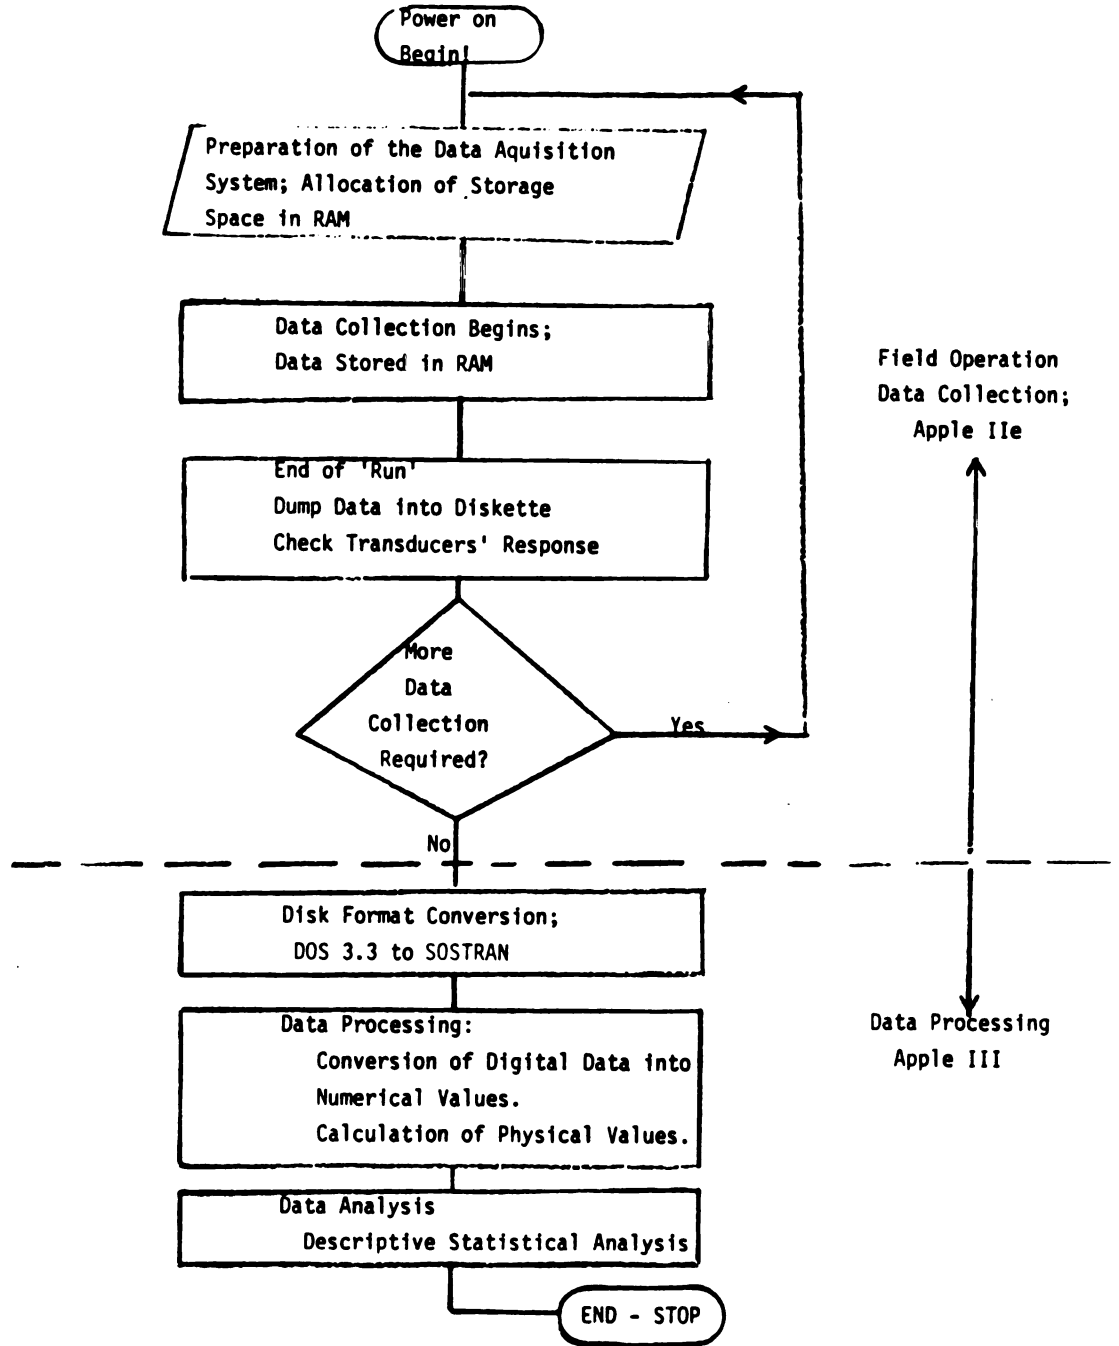 Power on
Begin!
Preparation of the Data Aquisition
System; Allocation of Storage
Space in RAM
Data Collection Begins;
Data Stored in RAM
Field Operation
Data Collection;
Apple IIe
End of 'Run'
Dump Data into Diskette
Check Transducers' Response
More
Data
Collection
Required?
Yes
No
Disk Format Conversion;
DOS 3.3 to SOSTRAN
Data Processing:
Conversion of Digital Data into
Numerical Values.
Calculation of Physical Values.
Data Processing
Apple III
Data Analysis
Descriptive Statistical Analysis
END - STOP